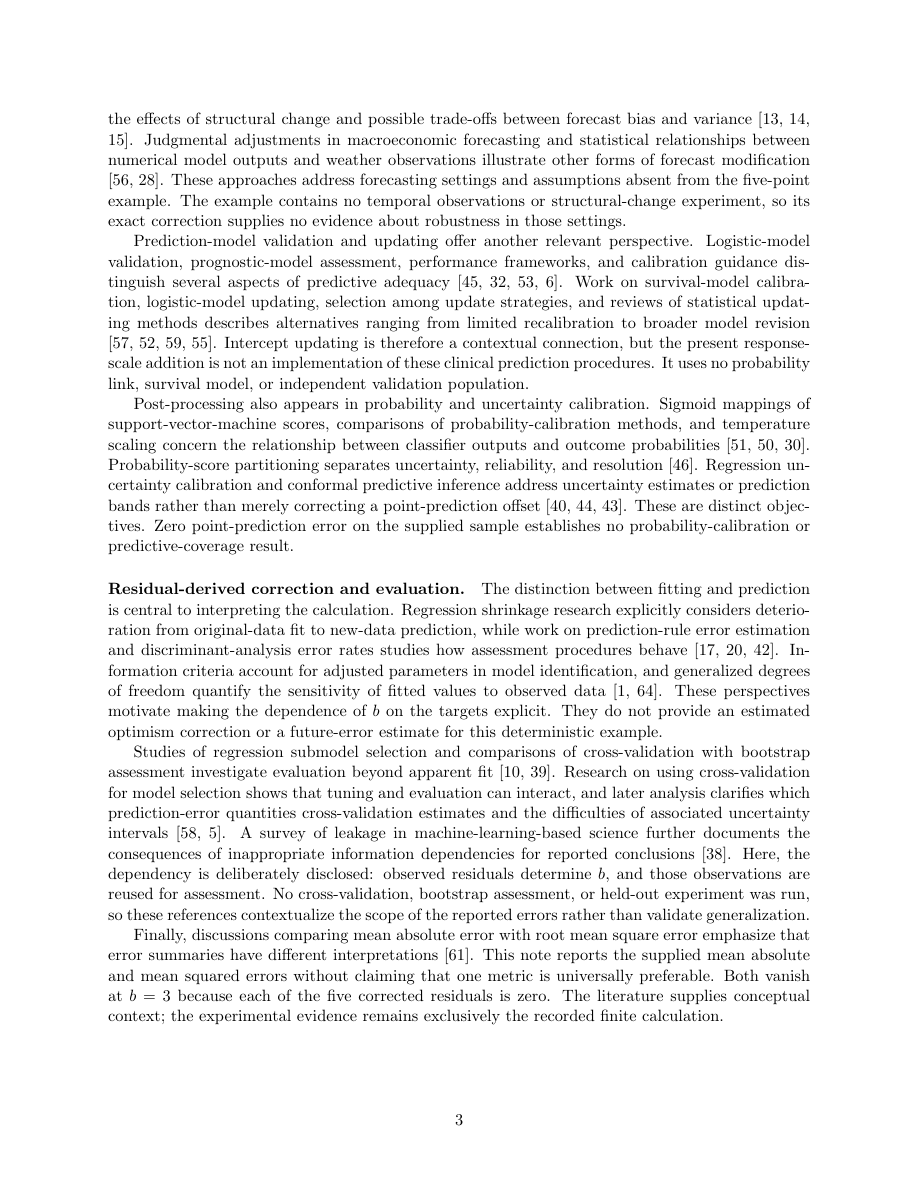 the effects of structural change and possible trade-offs between forecast bias and variance [13, 14,
15]. Judgmental adjustments in macroeconomic forecasting and statistical relationships between
numerical model outputs and weather observations illustrate other forms of forecast modification
[56, 28]. These approaches address forecasting settings and assumptions absent from the five-point
example. The example contains no temporal observations or structural-change experiment, so its
exact correction supplies no evidence about robustness in those settings.
Prediction-model validation and updating offer another relevant perspective. Logistic-model
validation, prognostic-model assessment, performance frameworks, and calibration guidance dis-
tinguish several aspects of predictive adequacy [45, 32, 53, 6]. Work on survival-model calibra-
tion, logistic-model updating, selection among update strategies, and reviews of statistical updat-
ing methods describes alternatives ranging from limited recalibration to broader model revision
[57, 52, 59, 55]. Intercept updating is therefore a contextual connection, but the present response-
scale addition is not an implementation of these clinical prediction procedures. It uses no probability
link, survival model, or independent validation population.
Post-processing also appears in probability and uncertainty calibration. Sigmoid mappings of
support-vector-machine scores, comparisons of probability-calibration methods, and temperature
scaling concern the relationship between classifier outputs and outcome probabilities [51, 50, 30].
Probability-score partitioning separates uncertainty, reliability, and resolution [46]. Regression un-
certainty calibration and conformal predictive inference address uncertainty estimates or prediction
bands rather than merely correcting a point-prediction offset [40, 44, 43]. These are distinct objec-
tives. Zero point-prediction error on the supplied sample establishes no probability-calibration or
predictive-coverage result.
Residual-derived correction and evaluation. The distinction between fitting and prediction
is central to interpreting the calculation. Regression shrinkage research explicitly considers deterio-
ration from original-data fit to new-data prediction, while work on prediction-rule error estimation
and discriminant-analysis error rates studies how assessment procedures behave [17, 20, 42]. In-
formation criteria account for adjusted parameters in model identification, and generalized degrees
of freedom quantify the sensitivity of fitted values to observed data [1, 64]. These perspectives
motivate making the dependence of b on the targets explicit. They do not provide an estimated
optimism correction or a future-error estimate for this deterministic example.
Studies of regression submodel selection and comparisons of cross-validation with bootstrap
assessment investigate evaluation beyond apparent fit [10, 39]. Research on using cross-validation
for model selection shows that tuning and evaluation can interact, and later analysis clarifies which
prediction-error quantities cross-validation estimates and the difficulties of associated uncertainty
intervals [58, 5]. A survey of leakage in machine-learning-based science further documents the
consequences of inappropriate information dependencies for reported conclusions [38]. Here, the
dependency is deliberately disclosed: observed residuals determine b, and those observations are
reused for assessment. No cross-validation, bootstrap assessment, or held-out experiment was run,
so these references contextualize the scope of the reported errors rather than validate generalization.
Finally, discussions comparing mean absolute error with root mean square error emphasize that
error summaries have different interpretations [61]. This note reports the supplied mean absolute
and mean squared errors without claiming that one metric is universally preferable. Both vanish
at b = 3 because each of the five corrected residuals is zero. The literature supplies conceptual
context; the experimental evidence remains exclusively the recorded finite calculation.
3